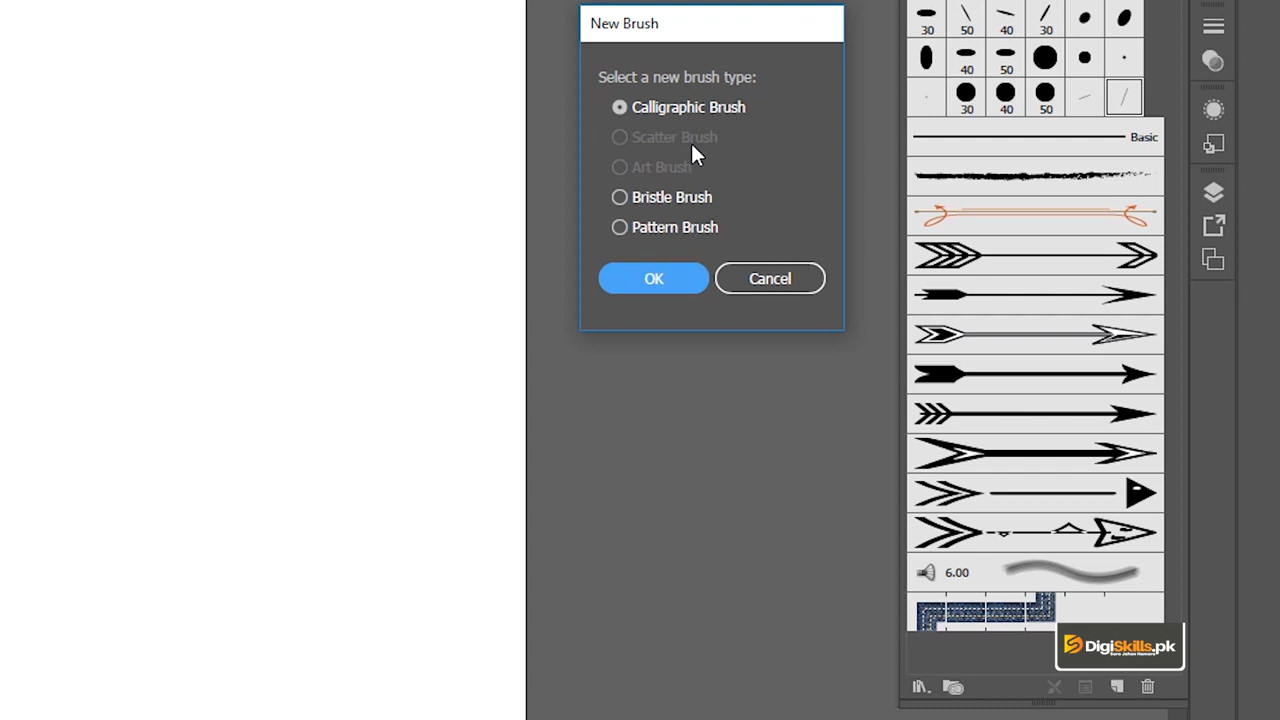 New Brush
Select a new brush type:
Calligraphic Brush
Scatter Brush
Art Brush
Bristle Brush
Pattern Brush
OK
Cancel
30 50 40 30
40 50
30 40 50
Basic
6.00
DigiSkills.pk